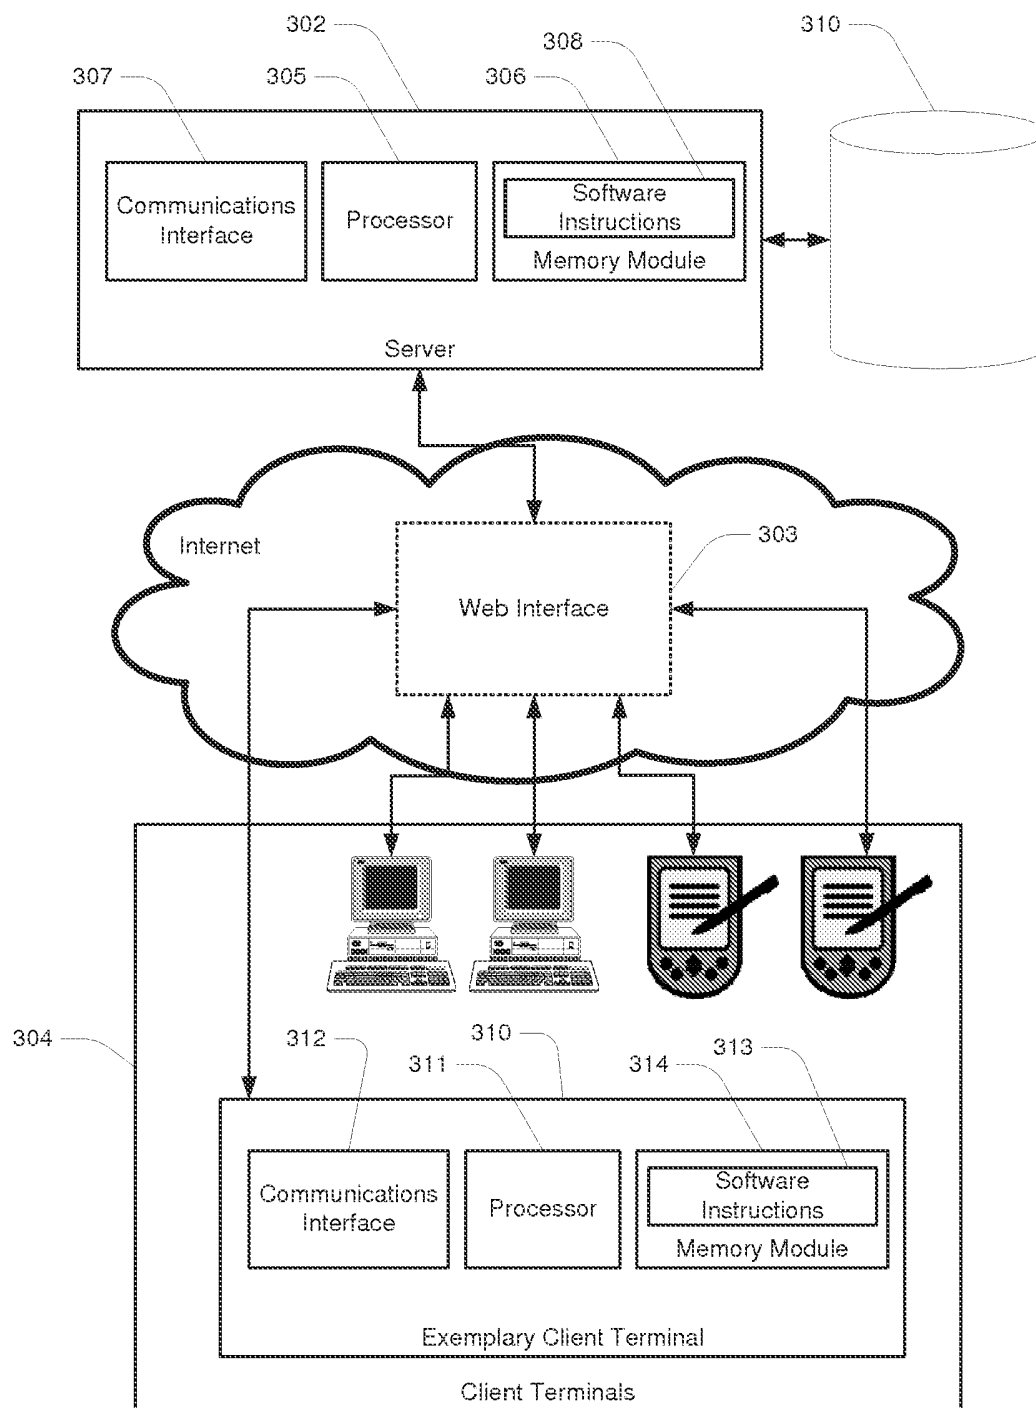 302
310
308
307
305
306
Communications
Interface
Processor
Software
Instructions
Memory Module
Server
Internet
303
Web Interface
304
312
310
313
311
314
Communications
Interface
Processor
Software
Instructions
Memory Module
Exemplary Client Terminal
Client Terminals